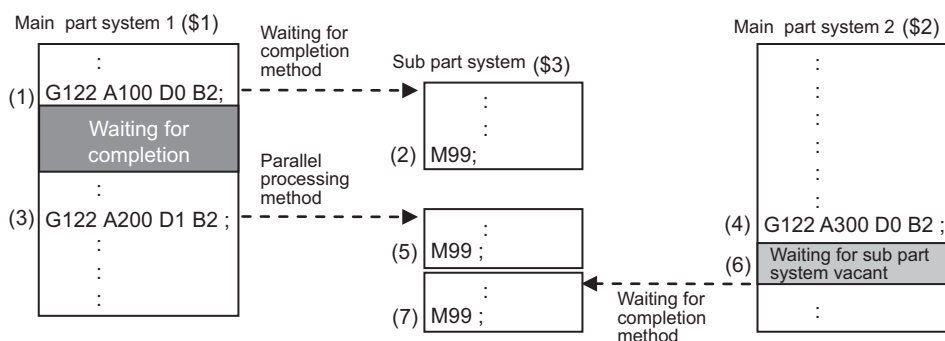 Main part system 1 ($1)
:
(1) G122 A100 D0 B2;
Waiting for
completion
:
(3) G122 A200 D1 B2 ;
:
:
:
Waiting for
completion
method
Parallel
processing
method
Sub part system ($3)
:
:
(2) M99;
:
(5) M99 ;
:
(7) M99 ;
Waiting for
completion
method
Main part system 2 ($2)
:
:
:
:
:
:
(4) G122 A300 D0 B2 ;
(6) Waiting for sub part
system vacant
: